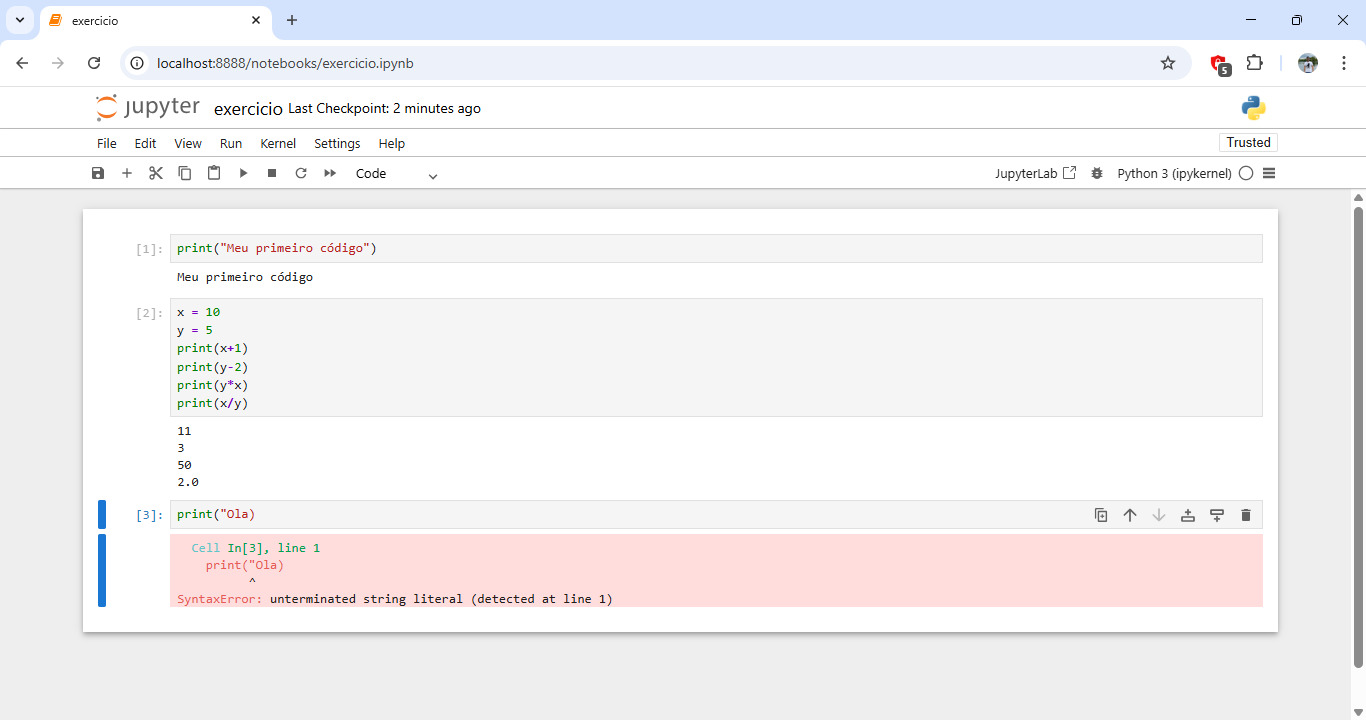 exercicio
localhost:8888/notebooks/exercicio.ipynb
5
jupyter exercicio Last Checkpoint: 2 minutes ago
File Edit View Run Kernel Settings Help
Trusted
Code
JupyterLab
Python 3 (ipykernel)
[1]: print("Meu primeiro código")
Meu primeiro código
[2]: x = 10
y = 5
print(x+1)
print(y-2)
print(y*x)
print(x/y)
11
3
50
2.0
[3]: print("Ola)
Cell In[3], line 1
print("Ola)
^
SyntaxError: unterminated string literal (detected at line 1)